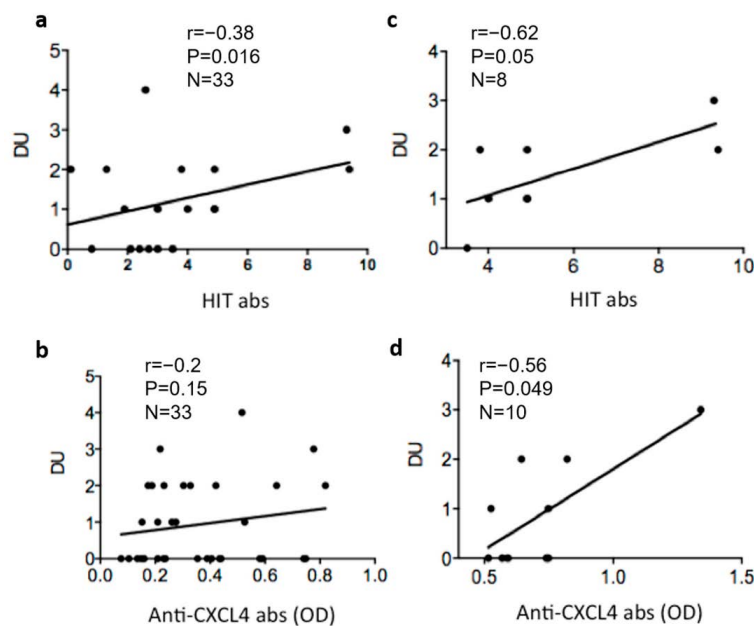 a
r=−0.38
P=0.016
N=33
5
4
3
2
1
0
DU
0 2 4 6 8 10
HIT abs
c
r=−0.62
P=0.05
N=8
4
3
2
1
0
DU
4 6 8 10
HIT abs
b
r=−0.2
P=0.15
N=33
5
4
3
2
1
0
DU
0.0 0.2 0.4 0.6 0.8 1.0
Anti-CXCL4 abs (OD)
d
r=−0.56
P=0.049
N=10
4
3
2
1
0
DU
0.5 1.0 1.5
Anti-CXCL4 abs (OD)